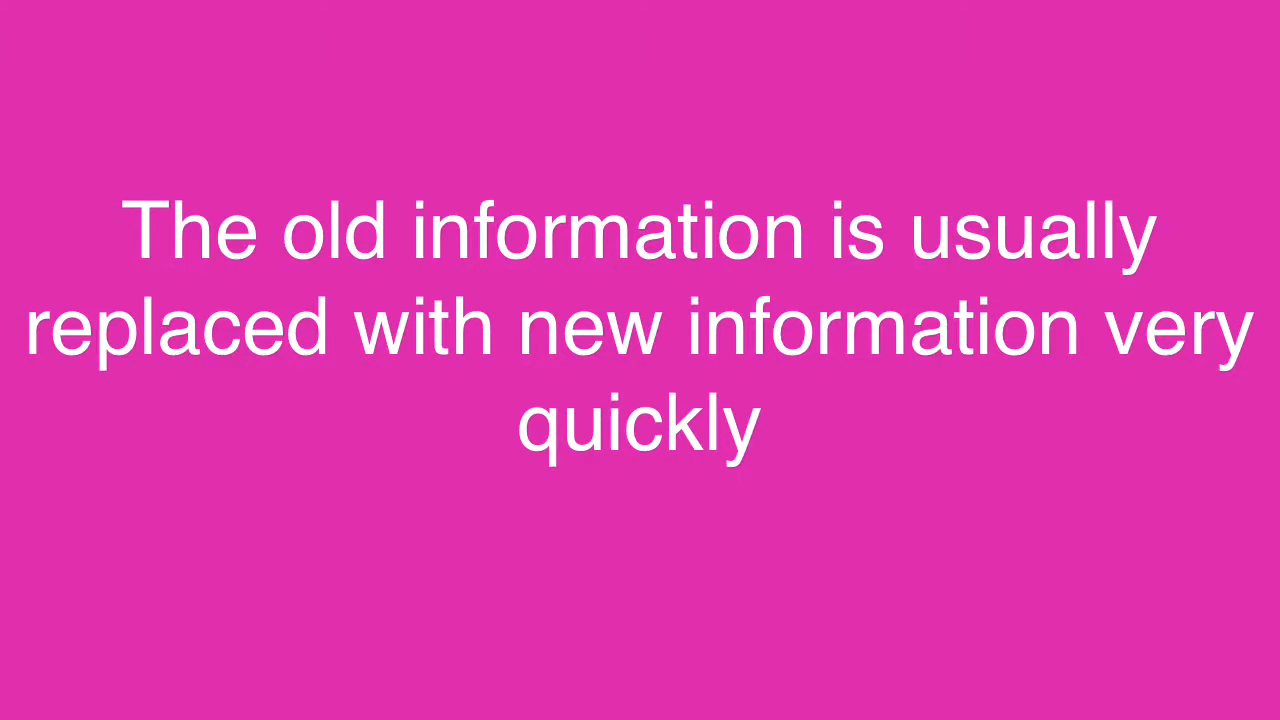 The old information is usually
replaced with new information very
quickly